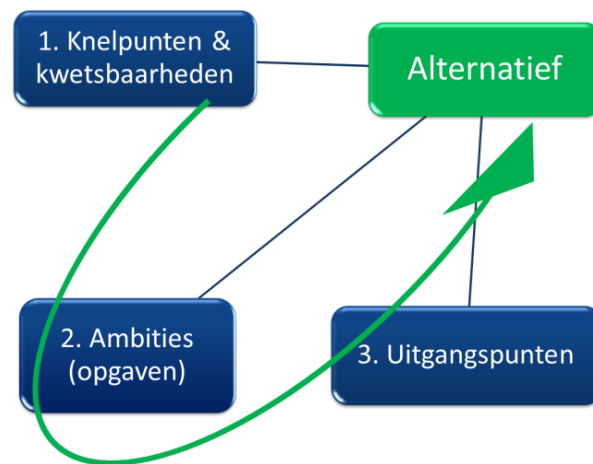 1. Knelpunten &
kwetsbaarheden
Alternatief
2. Ambities
(opgaven)
3. Uitgangspunten